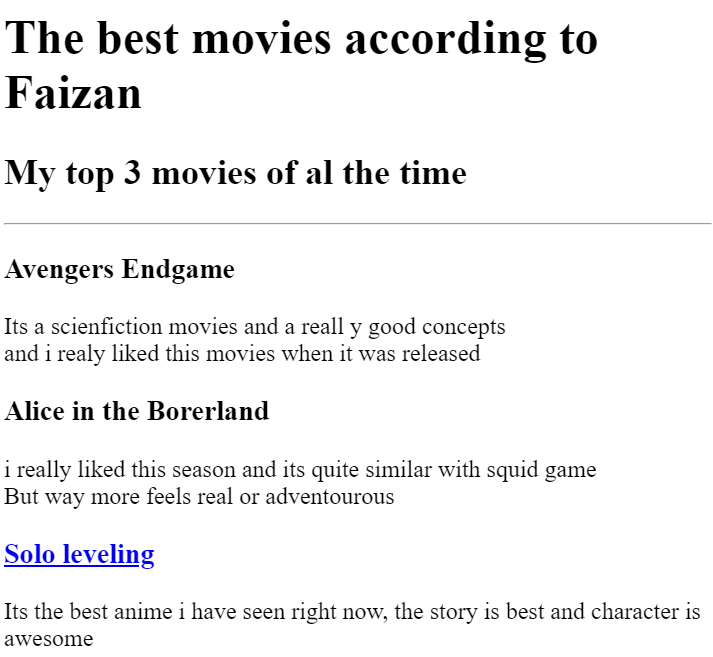 The best movies according to
Faizan
My top 3 movies of al the time
Avengers Endgame
Its a scienfiction movies and a reall y good concepts
and i realy liked this movies when it was released
Alice in the Borerland
i really liked this season and its quite similar with squid game
But way more feels real or adventourous
Solo leveling
Its the best anime i have seen right now, the story is best and character is
awesome